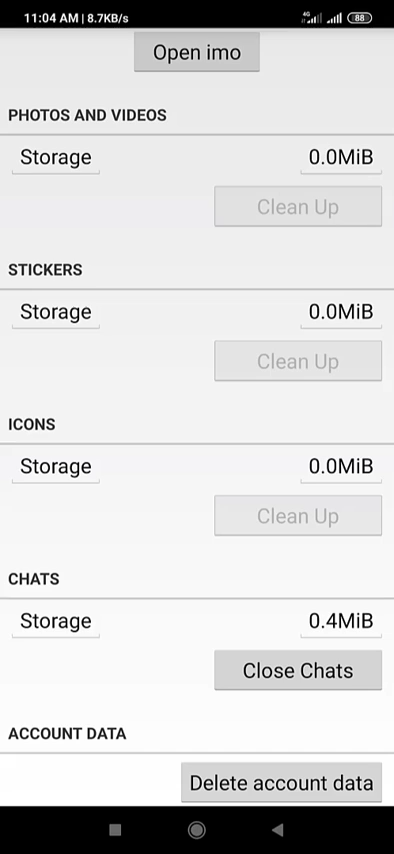 11:04 AM | 8.7KB/s 4G 88
Open imo
PHOTOS AND VIDEOS
Storage 0.0MiB
Clean Up
STICKERS
Storage 0.0MiB
Clean Up
ICONS
Storage 0.0MiB
Clean Up
CHATS
Storage 0.4MiB
Close Chats
ACCOUNT DATA
Delete account data